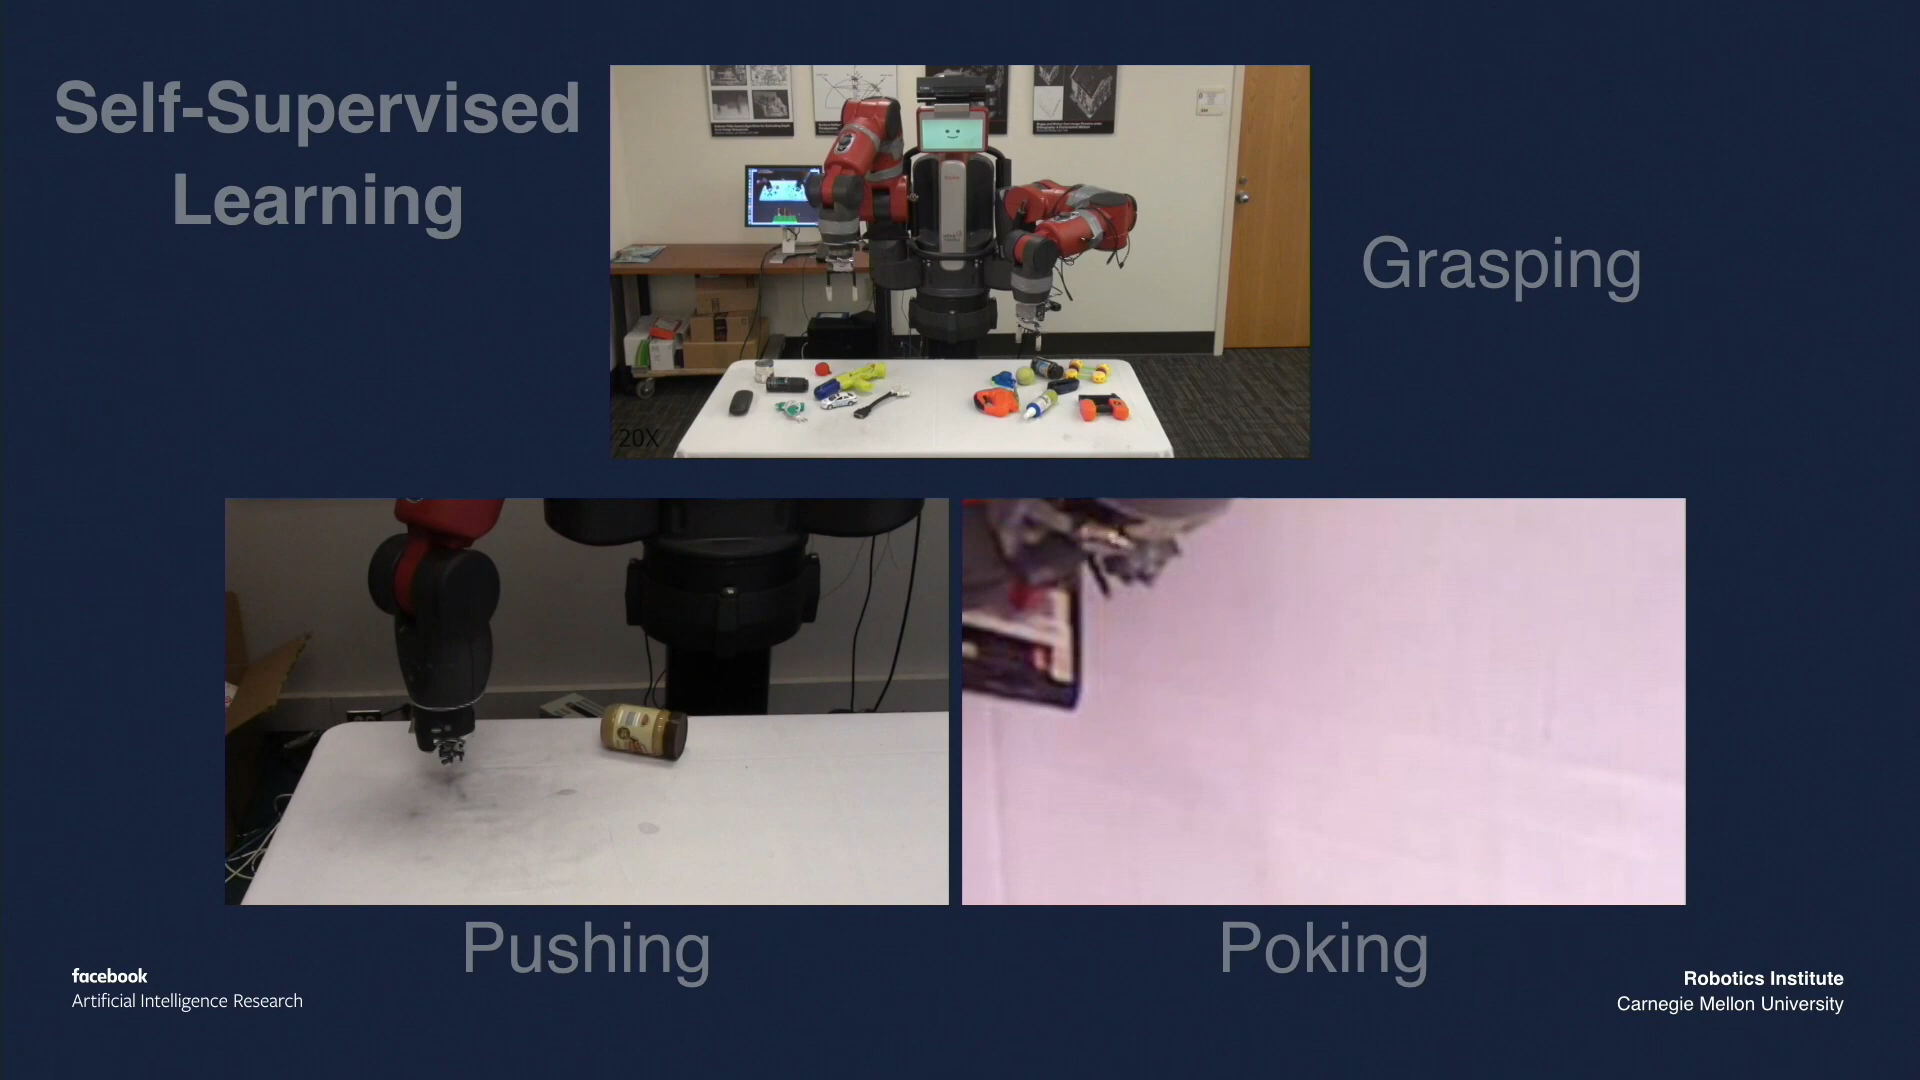 Self-Supervised
Learning
Grasping
20X
Pushing
Poking
facebook
Artificial Intelligence Research
Robotics Institute
Carnegie Mellon University